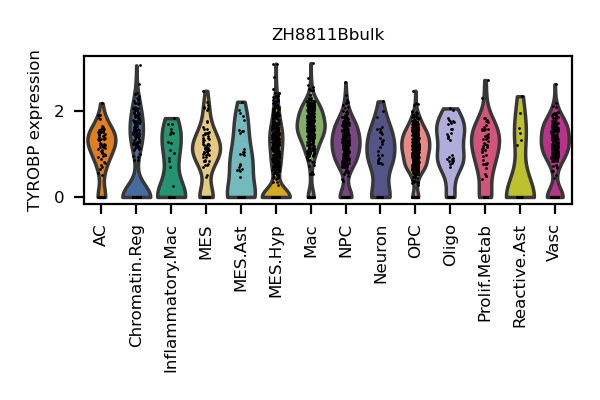 ZH8811Bbulk
TYROBP expression
2
0
AC
Chromatin.Reg
Inflammatory.Mac
MES
MES.Ast
MES.Hyp
Mac
NPC
Neuron
OPC
Oligo
Prolif.Metab
Reactive.Ast
Vasc